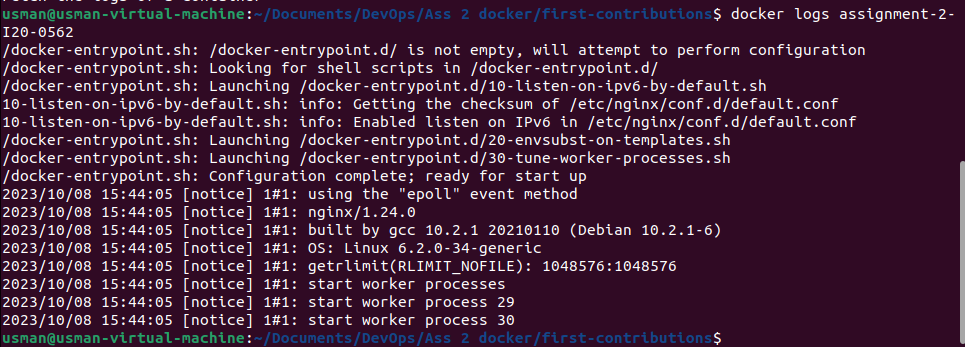 usman@usman-virtual-machine:~/Documents/DevOps/Ass 2 docker/first-contributions$ docker logs assignment-2-
I20-0562
/docker-entrypoint.sh: /docker-entrypoint.d/ is not empty, will attempt to perform configuration
/docker-entrypoint.sh: Looking for shell scripts in /docker-entrypoint.d/
/docker-entrypoint.sh: Launching /docker-entrypoint.d/10-listen-on-ipv6-by-default.sh
10-listen-on-ipv6-by-default.sh: info: Getting the checksum of /etc/nginx/conf.d/default.conf
10-listen-on-ipv6-by-default.sh: info: Enabled listen on IPv6 in /etc/nginx/conf.d/default.conf
/docker-entrypoint.sh: Launching /docker-entrypoint.d/20-envsubst-on-templates.sh
/docker-entrypoint.sh: Launching /docker-entrypoint.d/30-tune-worker-processes.sh
/docker-entrypoint.sh: Configuration complete; ready for start up
2023/10/08 15:44:05 [notice] 1#1: using the "epoll" event method
2023/10/08 15:44:05 [notice] 1#1: nginx/1.24.0
2023/10/08 15:44:05 [notice] 1#1: built by gcc 10.2.1 20210110 (Debian 10.2.1-6)
2023/10/08 15:44:05 [notice] 1#1: OS: Linux 6.2.0-34-generic
2023/10/08 15:44:05 [notice] 1#1: getrlimit(RLIMIT_NOFILE): 1048576:1048576
2023/10/08 15:44:05 [notice] 1#1: start worker processes
2023/10/08 15:44:05 [notice] 1#1: start worker process 29
2023/10/08 15:44:05 [notice] 1#1: start worker process 30
usman@usman-virtual-machine:~/Documents/DevOps/Ass 2 docker/first-contributions$